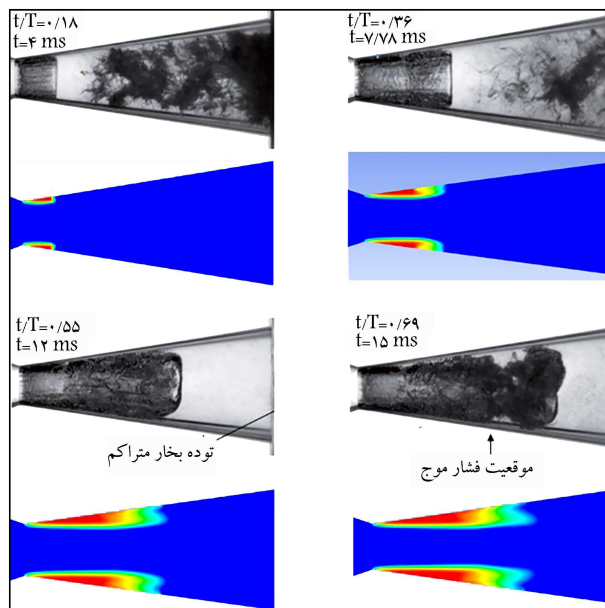 t/T=۰/۱۸
t=۴ ms
t/T=۰/۳۶
t=۷/۷۸ ms
t/T=۰/۵۵
t=۱۲ ms
توده بخار متراکم
t/T=۰/۶۹
t=۱۵ ms
موقعیت فشار موج